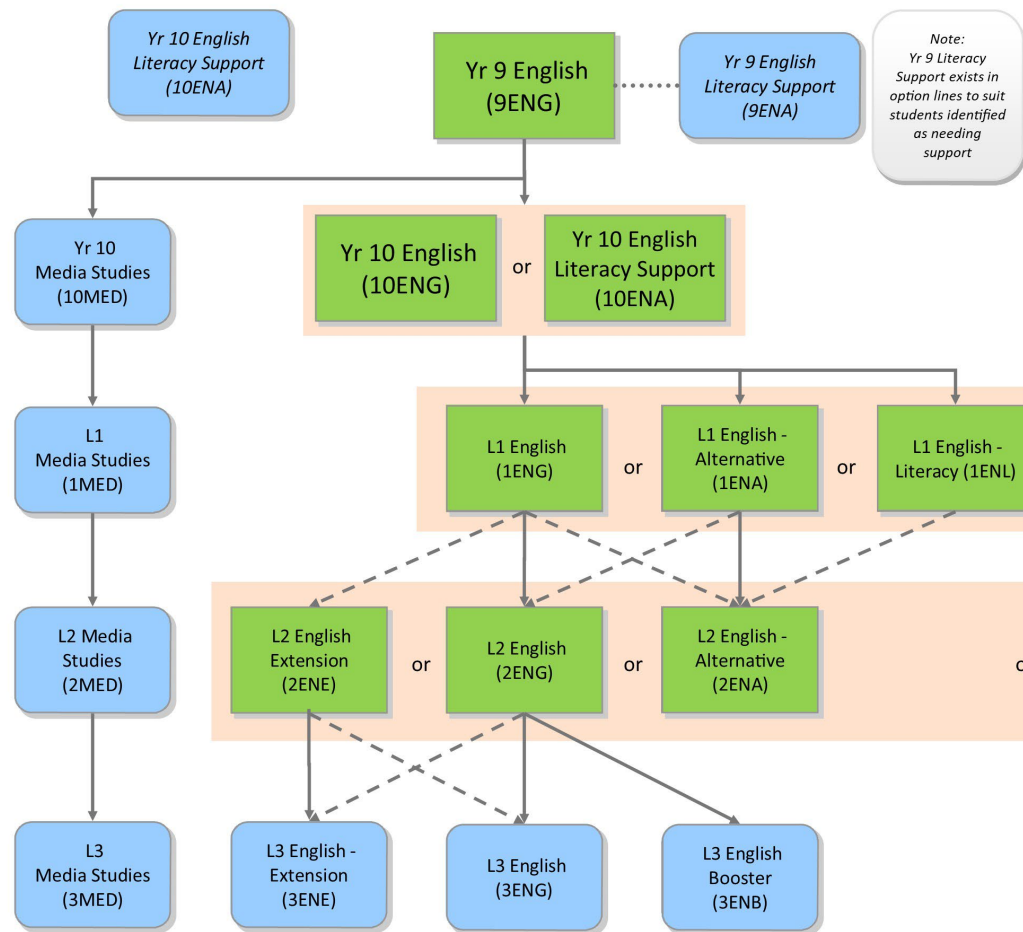 Yr 10 English
Literacy Support
(10ENA)
Yr 9 English
(9ENG)
Yr 9 English
Literacy Support
(9ENA)
Note:
Yr 9 Literacy
Support exists in
option lines to suit
students identified
as needing
support
Yr 10
Media Studies
(10MED)
Yr 10 English
(10ENG)
or
Yr 10 English
Literacy Support
(10ENA)
L1
Media Studies
(1MED)
L1 English
(1ENG)
or
L1 English -
Alternative
(1ENA)
or
L1 English -
Literacy (1ENL)
L2 Media
Studies
(2MED)
L2 English
Extension
(2ENE)
or
L2 English
(2ENG)
or
L2 English -
Alternative
(2ENA)
L3
Media Studies
(3MED)
L3 English -
Extension
(3ENE)
L3 English
(3ENG)
L3 English
Booster
(3ENB)